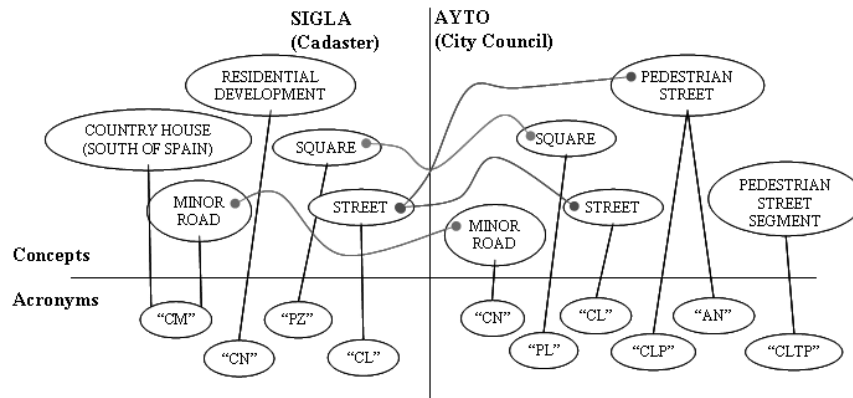 SIGLA
(Cadaster)
AYTO
(City Council)
RESIDENTIAL
DEVELOPMENT
COUNTRY HOUSE
(SOUTH OF SPAIN)
SQUARE
MINOR
ROAD
STREET
PEDESTRIAN
STREET
SQUARE
PEDESTRIAN
STREET
SEGMENT
STREET
MINOR
ROAD
Concepts
Acronyms
“CM”
“CN”
“PZ”
“CL”
“CN”
“PL”
“CL”
“CLP”
“AN”
“CLTP”